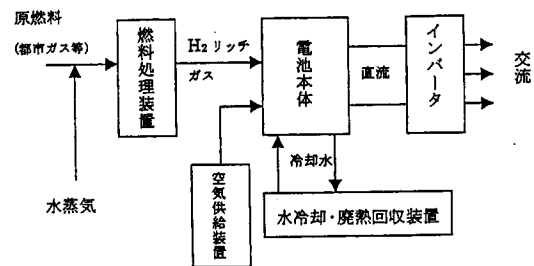 原燃料
(都市ガス等)
水蒸気
燃料処理装置
H2リッチ
ガス
空気供給装置
電池本体
冷却水
水冷却・廃熱回収装置
直流
インバータ
交流